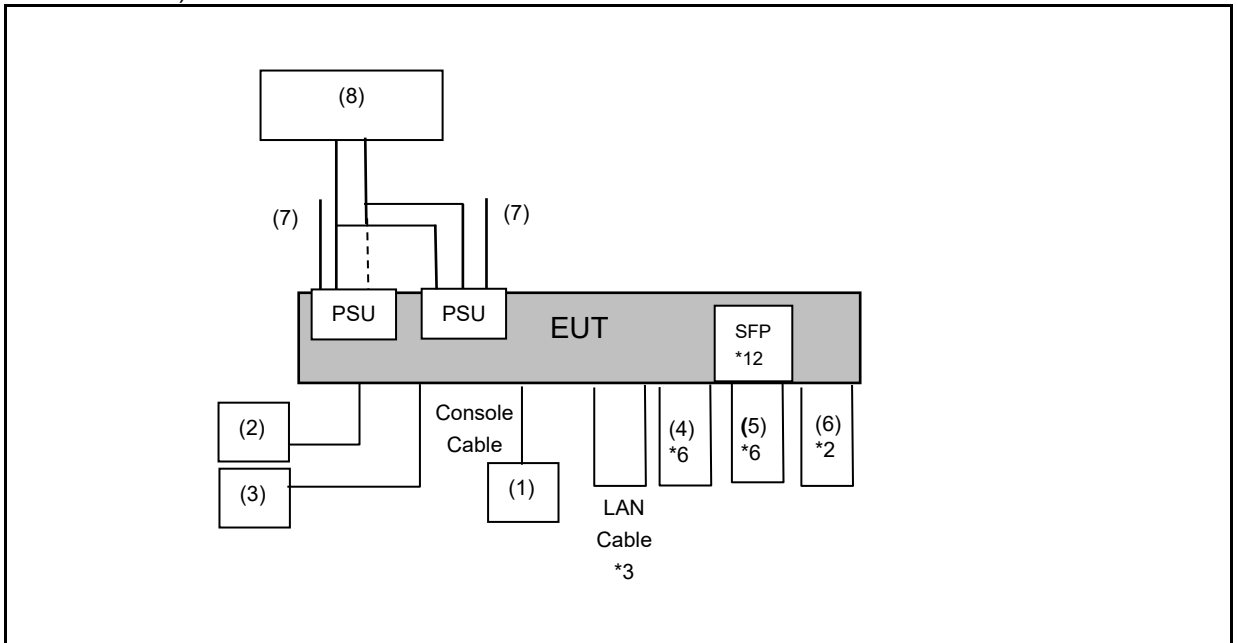 (8)
(7)
(7)
PSU
PSU
EUT
SFP
*12
(2)
(3)
Console
Cable
(1)
LAN
Cable
*3
(4)
*6
(5)
*6
(6)
*2